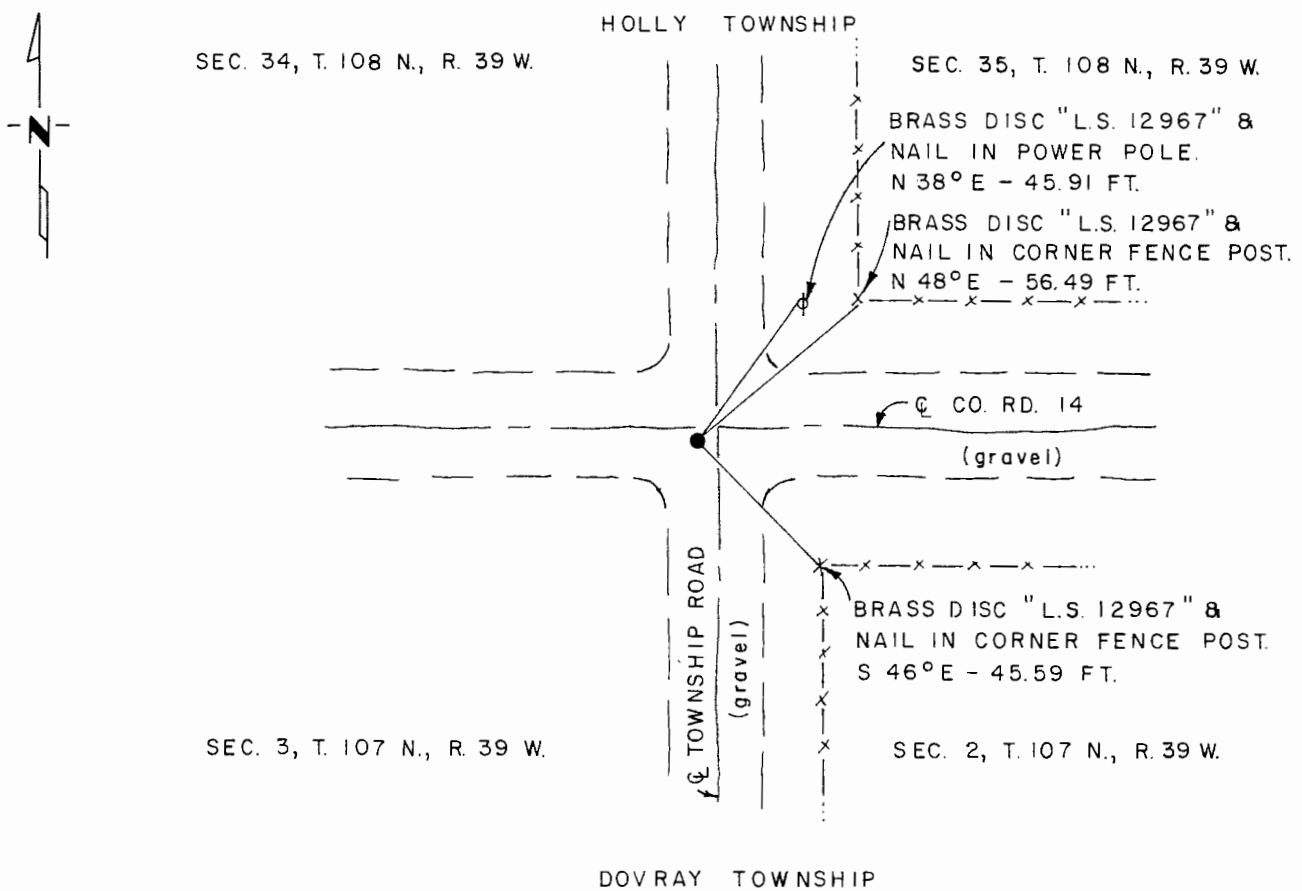 HOLLY TOWNSHIP
SEC. 34, T. 108 N., R. 39 W.
SEC. 35, T. 108 N., R. 39 W.
N
BRASS DISC "L.S. 12967" &
NAIL IN POWER POLE.
N 38° E - 45.91 FT.
BRASS DISC "L.S. 12967" &
NAIL IN CORNER FENCE POST.
N 48° E - 56.49 FT.
℄ CO. RD. 14
(gravel)
℄ TOWNSHIP ROAD
(gravel)
BRASS DISC "L.S. 12967" &
NAIL IN CORNER FENCE POST.
S 46° E - 45.59 FT.
SEC. 3, T. 107 N., R. 39 W.
SEC. 2, T. 107 N., R. 39 W.
DOVRAY TOWNSHIP